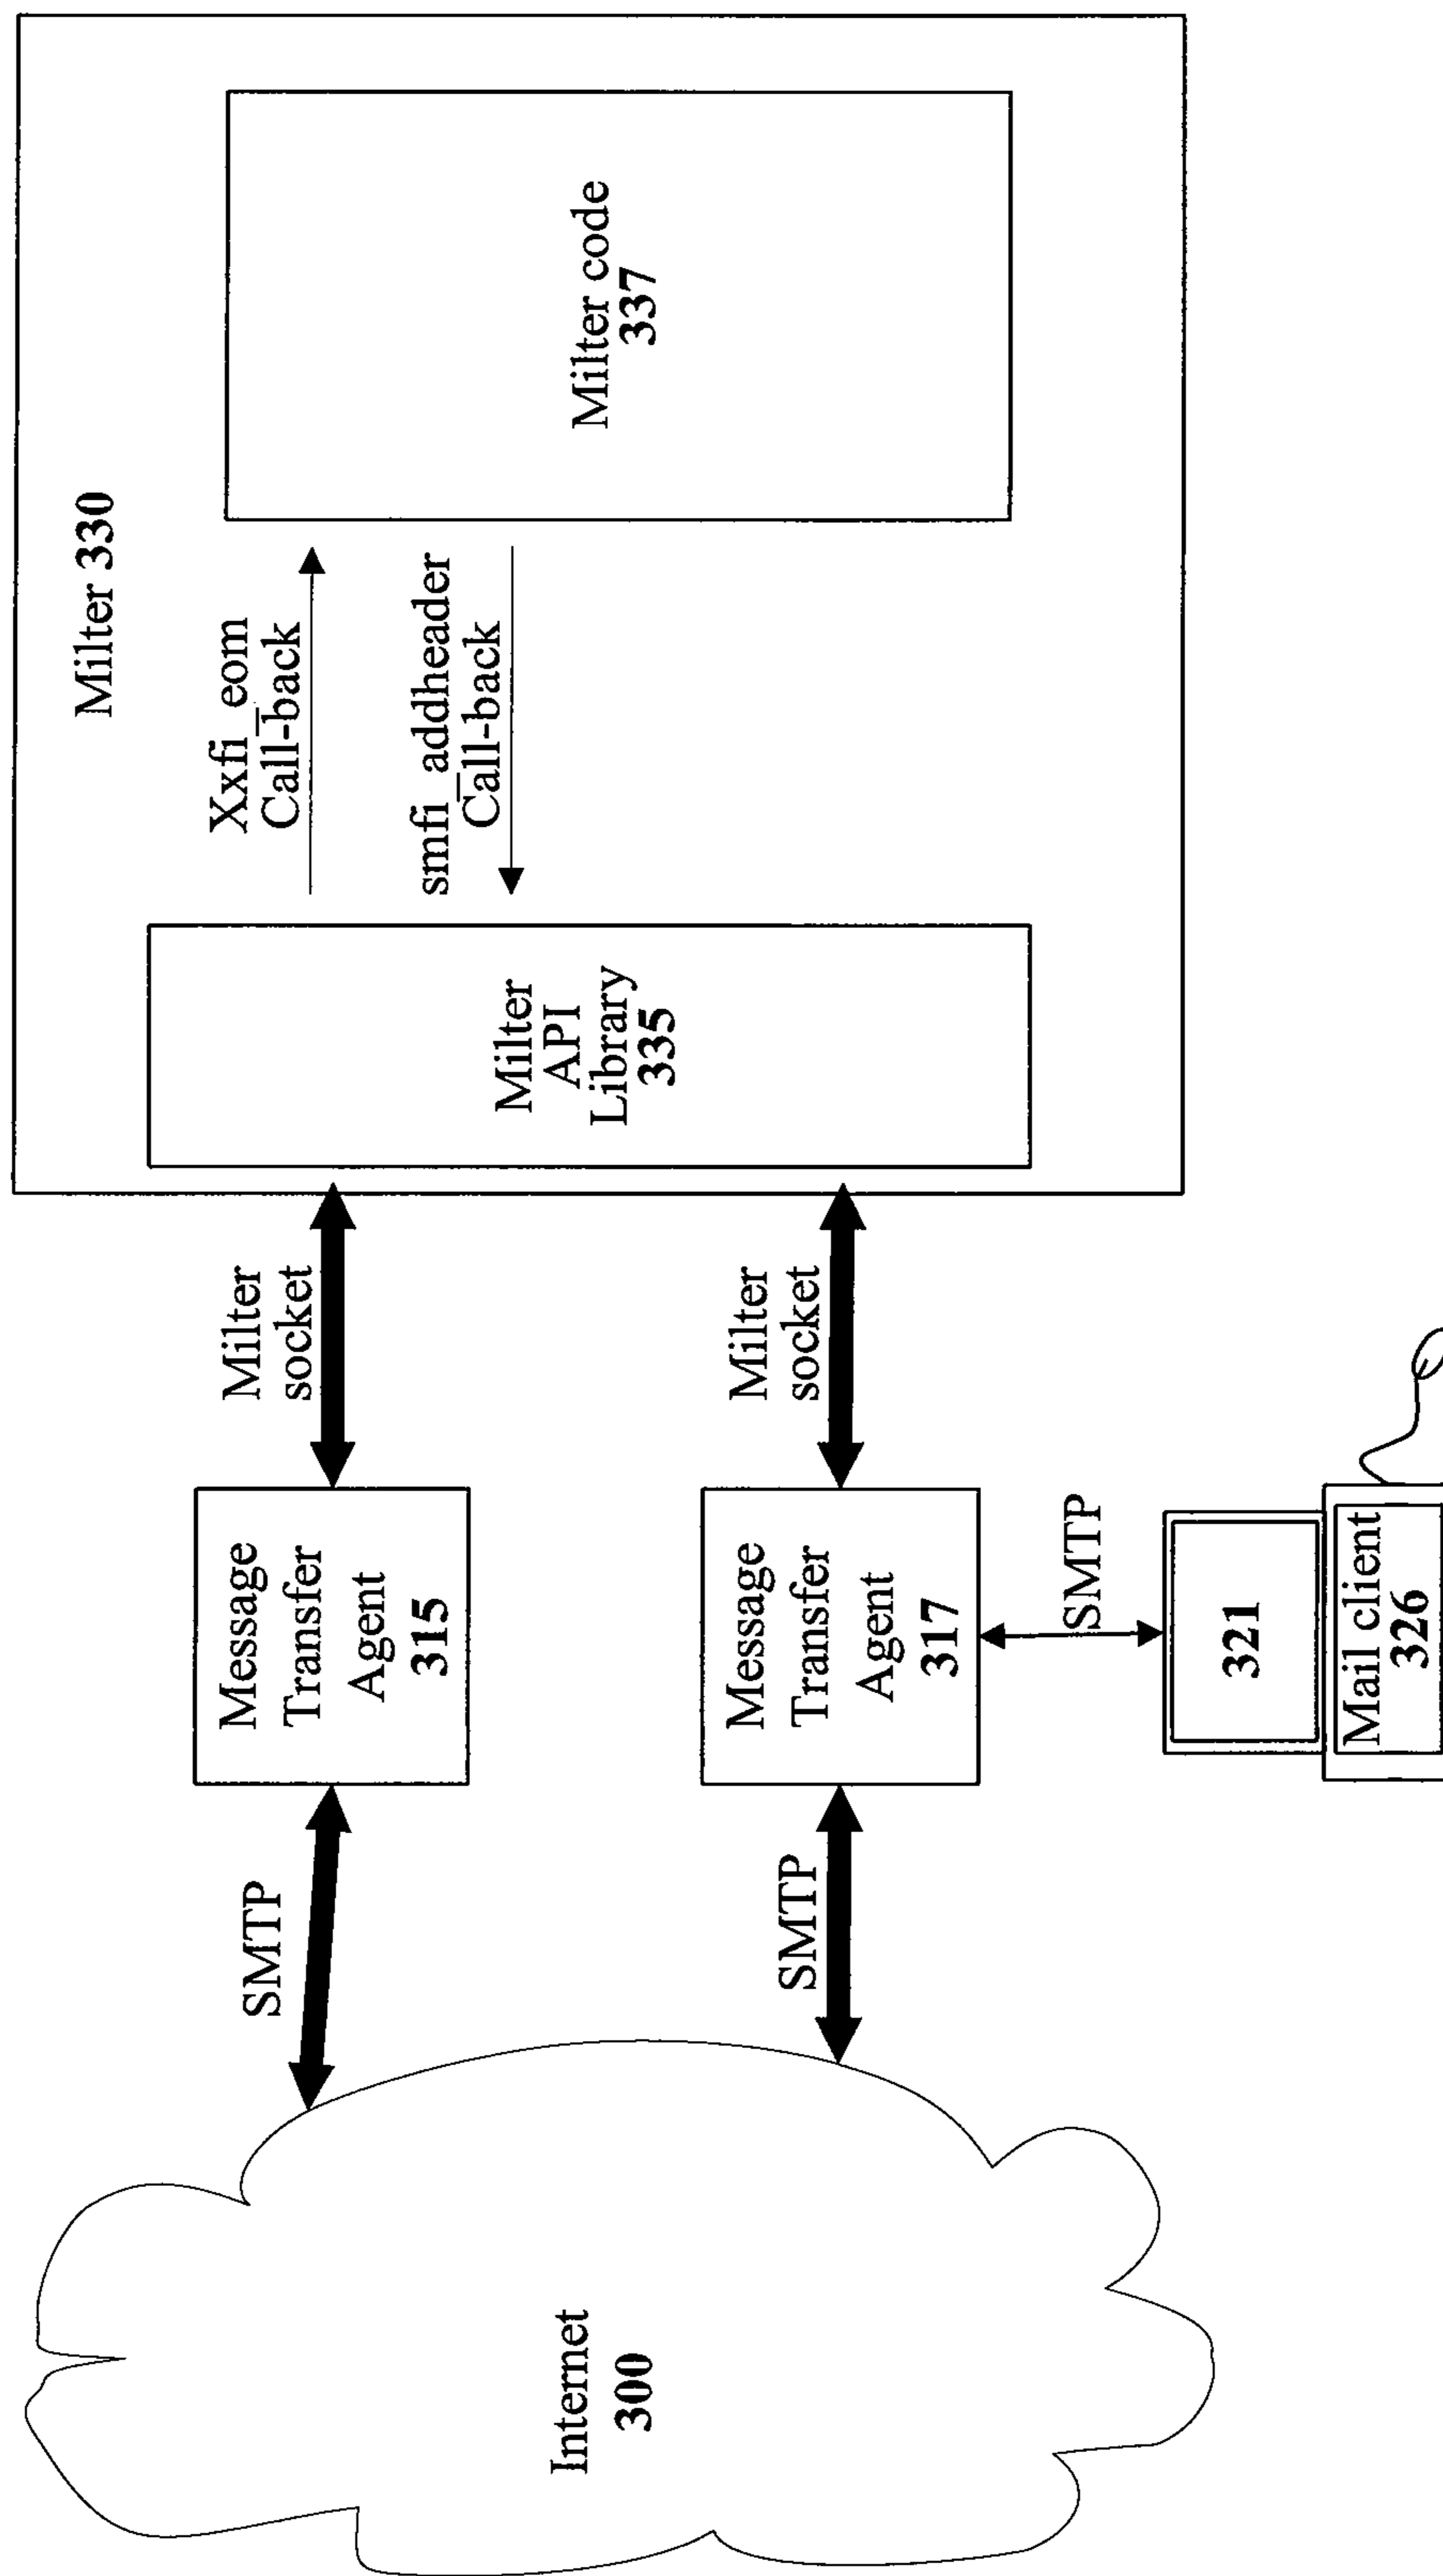 Milter 330
Xxfi_eom
Call-back
smfi_addheader
Call-back
Milter code
337
Milter
API
Library
335
Milter
socket
Milter
socket
Message
Transfer
Agent
315
Message
Transfer
Agent
317
SMTP
SMTP
SMTP
321
Mail client
326
Internet
300